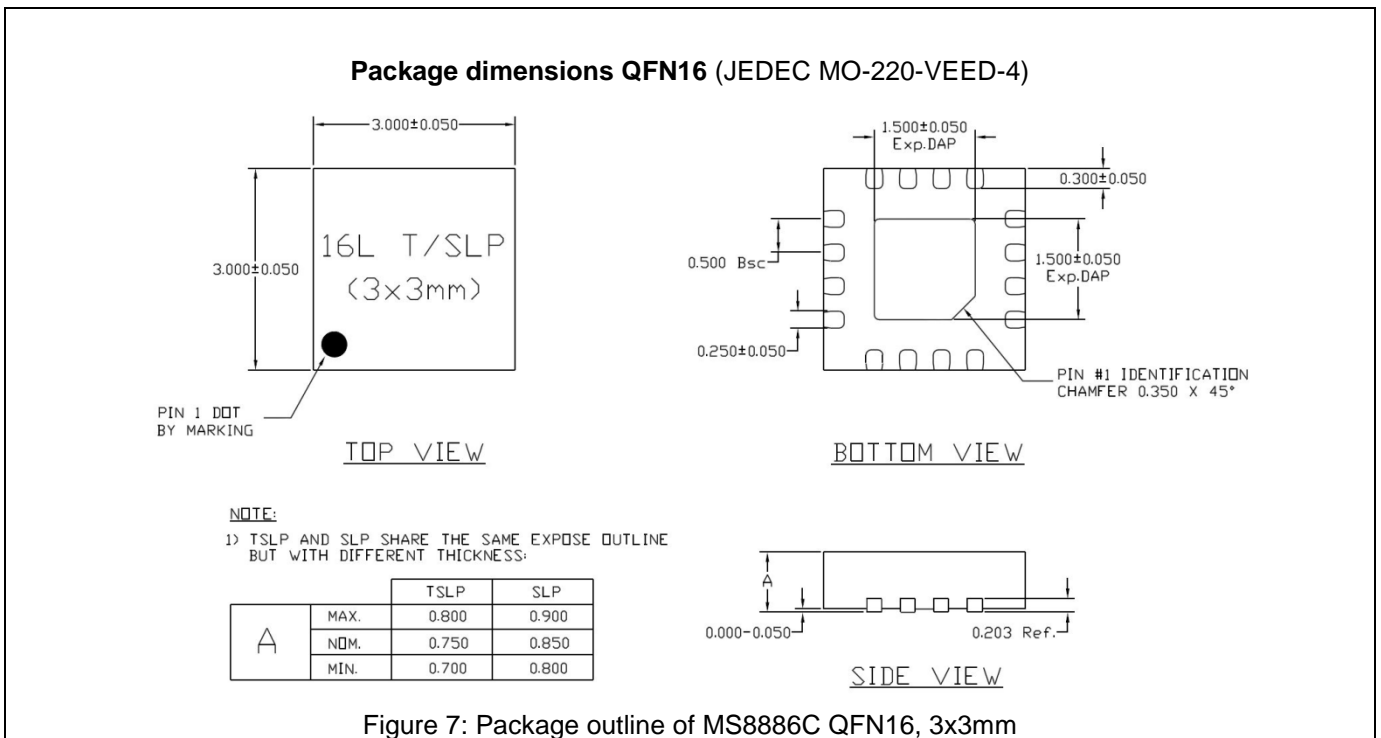 Package dimensions QFN16 (JEDEC MO-220-VEED-4)
3.000±0.050
3.000±0.050
16L T/SLP
(3x3mm)
PIN 1 DOT
BY MARKING
TOP VIEW
1.500±0.050
Exp.DAP
0.300±0.050
0.500 Bsc
1.500±0.050
Exp.DAP
0.250±0.050
PIN #1 IDENTIFICATION
CHAMFER 0.350 X 45°
BOTTOM VIEW
NOTE:
1) TSLP AND SLP SHARE THE SAME EXPOSE OUTLINE
BUT WITH DIFFERENT THICKNESS:
TSLP SLP
A
MAX. 0.800 0.900
NOM. 0.750 0.850
MIN. 0.700 0.800
A
0.000-0.050
0.203 Ref.
SIDE VIEW
Figure 7: Package outline of MS8886C QFN16, 3x3mm